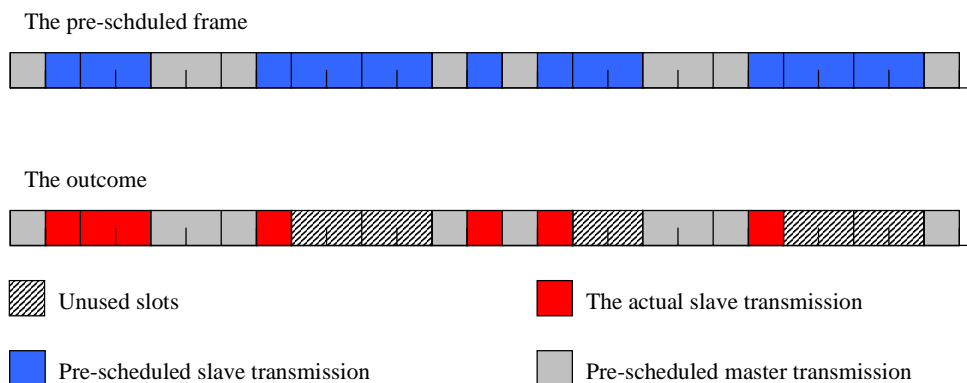 The pre-schduled frame
The outcome
Unused slots
The actual slave transmission
Pre-scheduled slave transmission
Pre-scheduled master transmission